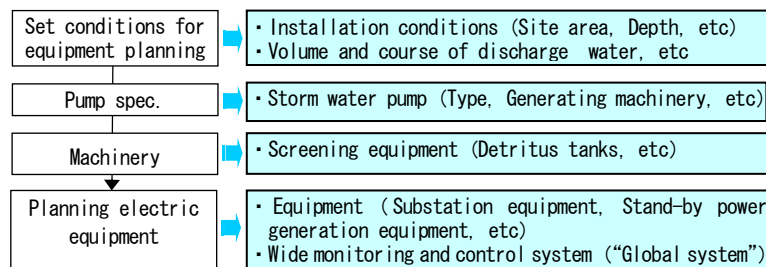 Set conditions for
equipment planning
・Installation conditions (Site area, Depth, etc)
・Volume and course of discharge water, etc
Pump spec.
・Storm water pump (Type, Generating machinery, etc)
Machinery
・Screening equipment (Detritus tanks, etc)
Planning electric
equipment
・Equipment (Substation equipment, Stand-by power
generation equipment, etc)
・Wide monitoring and control system (“Global system”)